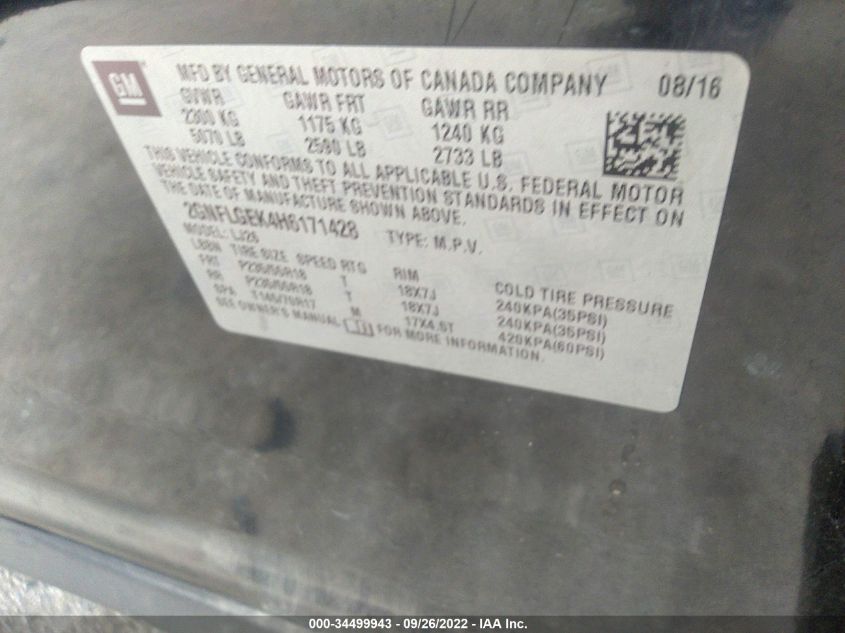 GM
MFD BY GENERAL MOTORS OF CANADA COMPANY 08/16
GVWR GAWR FRT GAWR RR
2300 KG 1175 KG 1240 KG
5070 LB 2590 LB 2733 LB
THIS VEHICLE CONFORMS TO ALL APPLICABLE U.S. FEDERAL MOTOR
VEHICLE SAFETY AND THEFT PREVENTION STANDARDS IN EFFECT ON
THE DATE OF MANUFACTURE SHOWN ABOVE.
2GNFLGEK4H6171428 TYPE: M.P.V.
MODEL: LJ26
LBBN TIRE SIZE SPEED RTG RIM COLD TIRE PRESSURE
FRT P235/55R18 T 18X7J 240KPA(35PSI)
RR P235/55R18 T 18X7J 240KPA(35PSI)
SPA T145/70R17 M 17X4.5T 420KPA(60PSI)
SEE OWNER'S MANUAL FOR MORE INFORMATION.
000-34499943 - 09/26/2022 - IAA Inc.